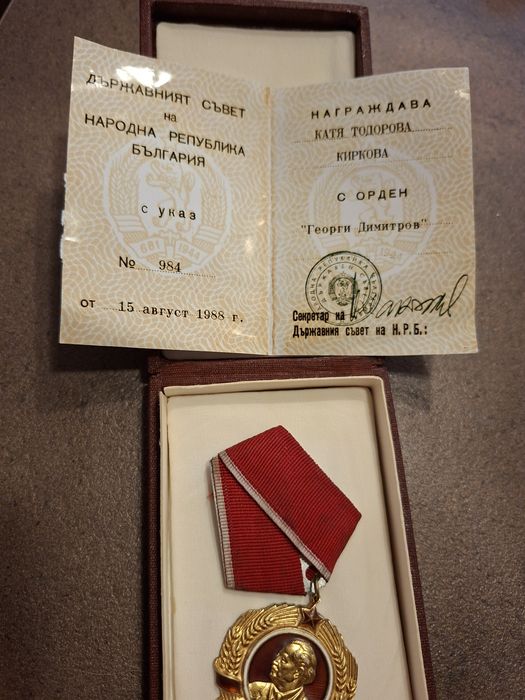 ДЪРЖАВНИЯТ СЪВЕТ
на
НАРОДНА РЕПУБЛИКА
БЪЛГАРИЯ
с указ
№ 984
от 15 август 1988 г.
НАГРАЖДАВА
КАТЯ ТОДОРОВА
КИРКОВА
С ОРДЕН
"Георги Димитров"
Секретар на
Държавния съвет на Н.Р.Б.: